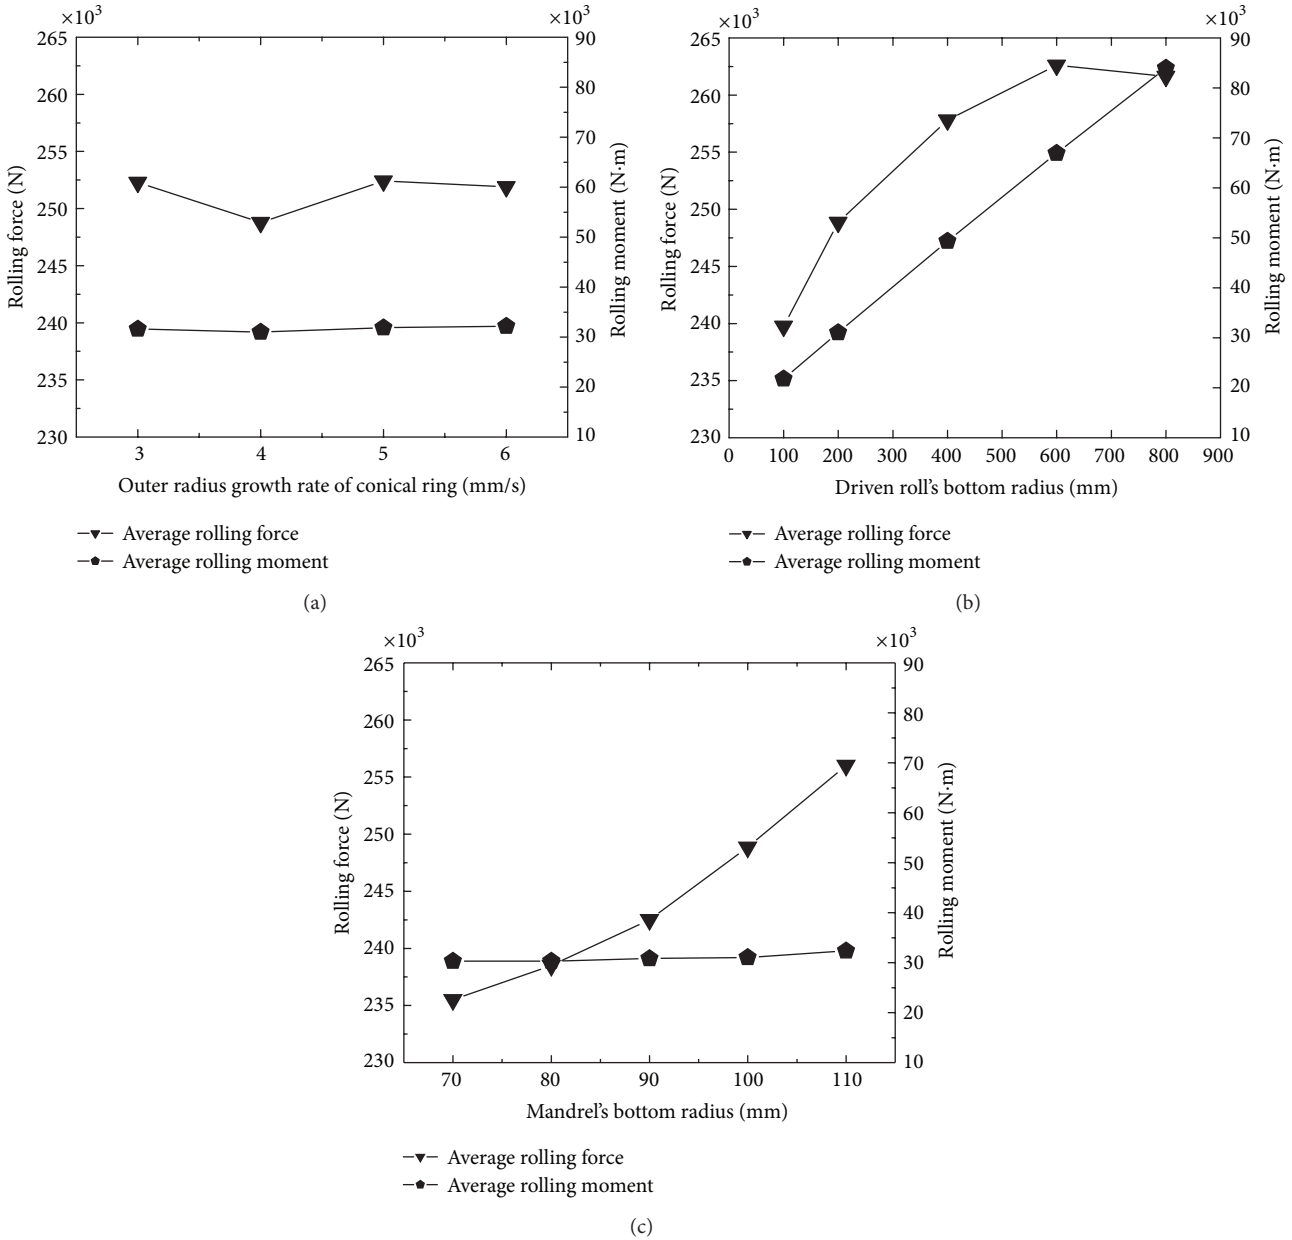 ×10³ ×10³
265 90
260 80
255 70
250 60
245 50
240 40
235 30
230 20
10
Rolling force (N)
Rolling moment (N·m)
3 4 5 6
Outer radius growth rate of conical ring (mm/s)
Average rolling force
Average rolling moment
(a)
×10³ ×10³
265 90
260 80
255 70
250 60
245 50
240 40
235 30
230 20
10
Rolling force (N)
Rolling moment (N·m)
0 100 200 300 400 500 600 700 800 900
Driven roll's bottom radius (mm)
Average rolling force
Average rolling moment
(b)
×10³ ×10³
265 90
260 80
255 70
250 60
245 50
240 40
235 30
230 20
10
Rolling force (N)
Rolling moment (N·m)
70 80 90 100 110
Mandrel's bottom radius (mm)
Average rolling force
Average rolling moment
(c)